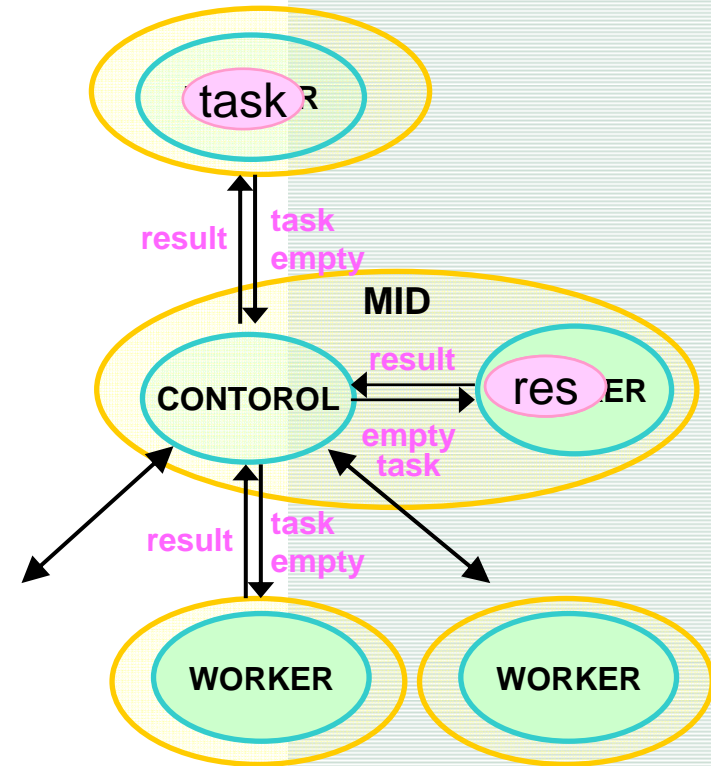 task
R
result
task
empty
MID
result
CONTOROL
res
ER
empty
task
result
task
empty
WORKER
WORKER